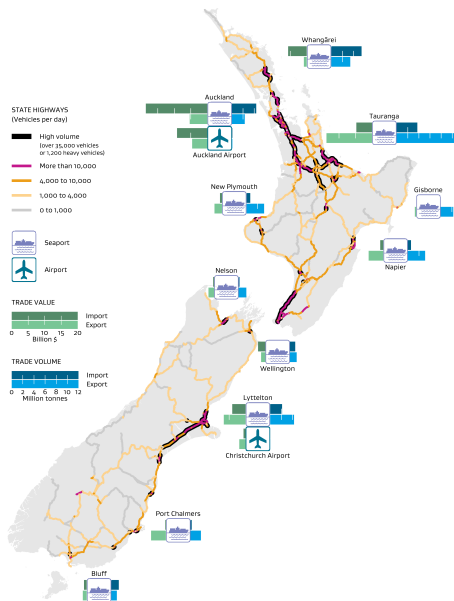 Whangārei
Auckland
STATE HIGHWAYS
(Vehicles per day)
Tauranga
High volume
(over 35,000 vehicles
or 1,200 heavy vehicles)
Auckland Airport
More than 10,000
4,000 to 10,000
New Plymouth
Gisborne
1,000 to 4,000
0 to 1,000
Seaport
Napier
Airport
Nelson
TRADE VALUE
Import
Export
0 5 10 15 20
Billion $
TRADE VOLUME
Wellington
Import
Export
0 2 4 6 8 10 12
Million tonnes
Lyttelton
Christchurch Airport
Port Chalmers
Bluff